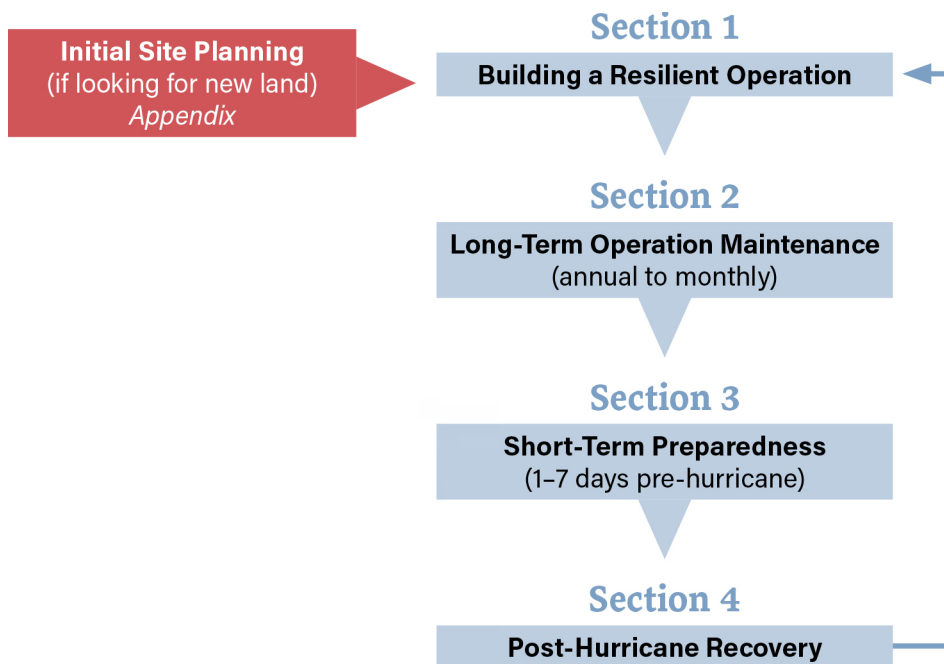 Initial Site Planning
(if looking for new land)
Appendix
Section 1
Building a Resilient Operation
Section 2
Long-Term Operation Maintenance
(annual to monthly)
Section 3
Short-Term Preparedness
(1–7 days pre-hurricane)
Section 4
Post-Hurricane Recovery